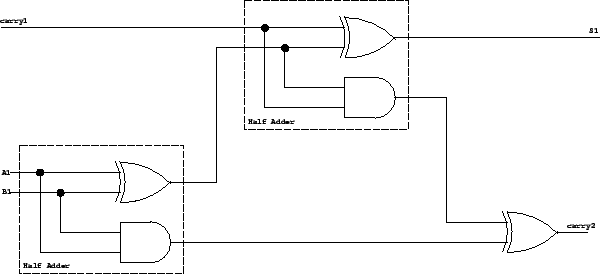 carry1
S1
Half Adder
A1
B1
carry2
Half Adder